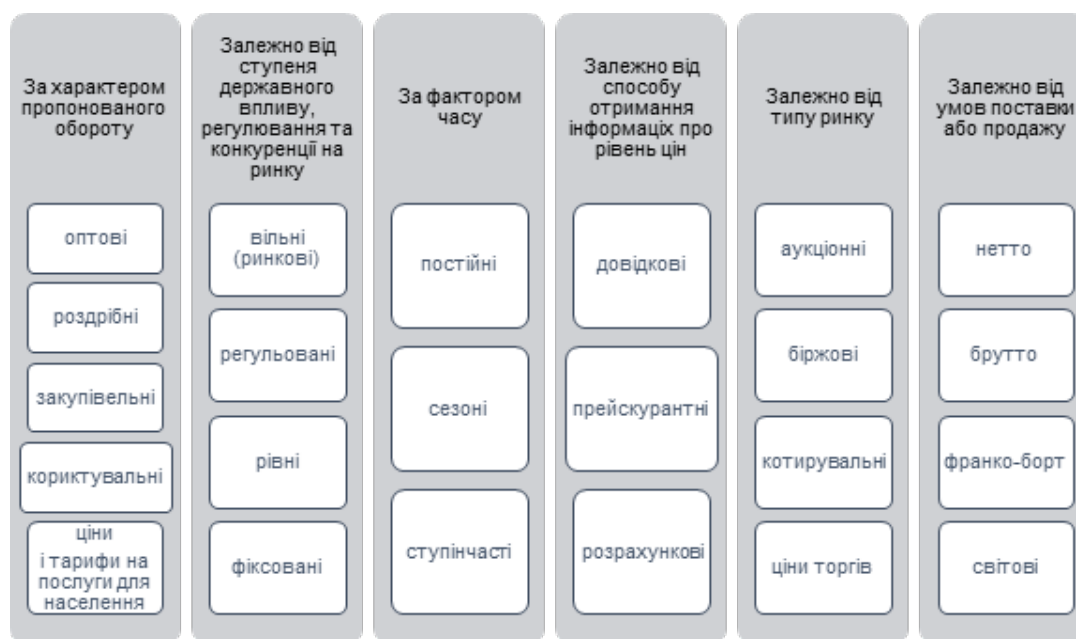 За характером
пропонованого
обороту
оптові
роздрібні
закупівельні
кориктувальні
ціни
і тарифи на
послуги для
населення
Залежно від
ступеня
державного
впливу,
регулювання та
конкуренції на
ринку
вільні
(ринкові)
регульовані
рівні
фіксовані
За фактором
часу
постійні
сезоні
ступінчасті
Залежно від
способу
отримання
інформаціх про
рівень цін
довідкові
прейскурантні
розрахункові
Залежно від
типу ринку
аукціонні
біржові
котирувальні
ціни торгів
Залежно від
умов поставки
або продажу
нетто
брутто
франко-борт
світові